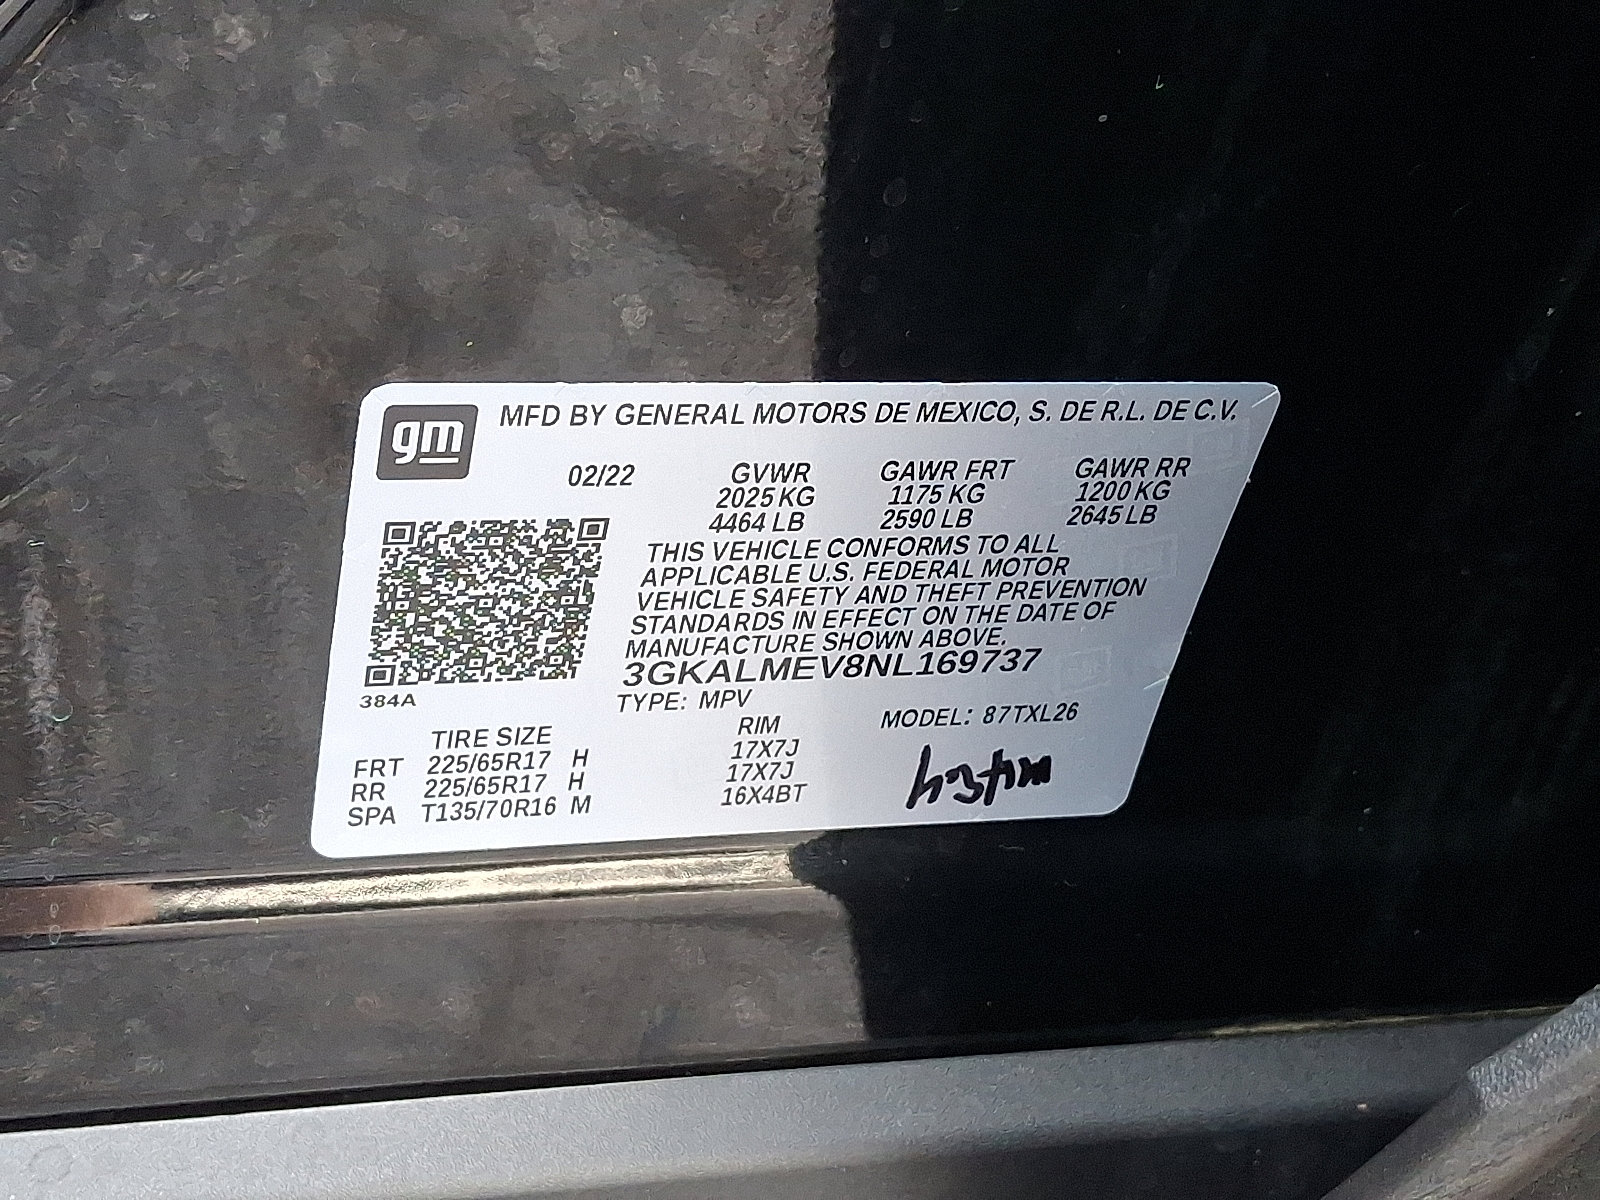 gm
MFD BY GENERAL MOTORS DE MEXICO, S. DE R.L. DE C.V.
02/22 GVWR GAWR FRT GAWR RR
2025 KG 1175 KG 1200 KG
4464 LB 2590 LB 2645 LB
THIS VEHICLE CONFORMS TO ALL
APPLICABLE U.S. FEDERAL MOTOR
VEHICLE SAFETY AND THEFT PREVENTION
STANDARDS IN EFFECT ON THE DATE OF
MANUFACTURE SHOWN ABOVE.
3GKALMEV8NL169737
384A
TYPE: MPV
MODEL: 87TXL26
TIRE SIZE RIM
FRT 225/65R17 H 17X7J
RR 225/65R17 H 17X7J
SPA T135/70R16 M 16X4BT